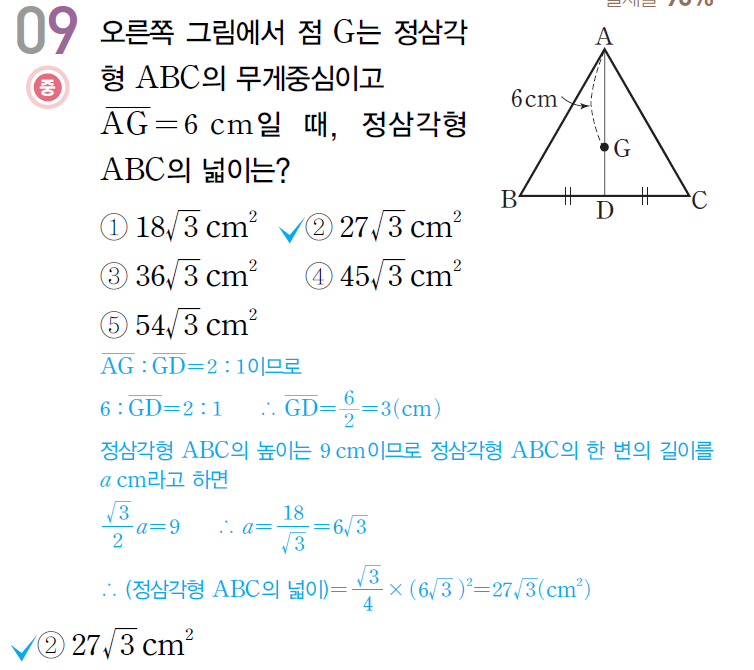 출제율 90%
09
중
오른쪽 그림에서 점 G는 정삼각
형 ABC의 무게중심이고
AG=6 cm일 때, 정삼각형
ABC의 넓이는?
A
6cm
G
B
D
C
① 18√3 cm² ② 27√3 cm²
③ 36√3 cm² ④ 45√3 cm²
⑤ 54√3 cm²
AG : GD=2 : 1이므로
6 : GD=2 : 1 ∴ GD=6/2=3(cm)
정삼각형 ABC의 높이는 9 cm이므로 정삼각형 ABC의 한 변의 길이를
a cm라고 하면
√3/2 a=9 ∴ a=18/√3=6√3
∴ (정삼각형 ABC의 넓이)=√3/4×(6√3)²=27√3(cm²)
② 27√3 cm²